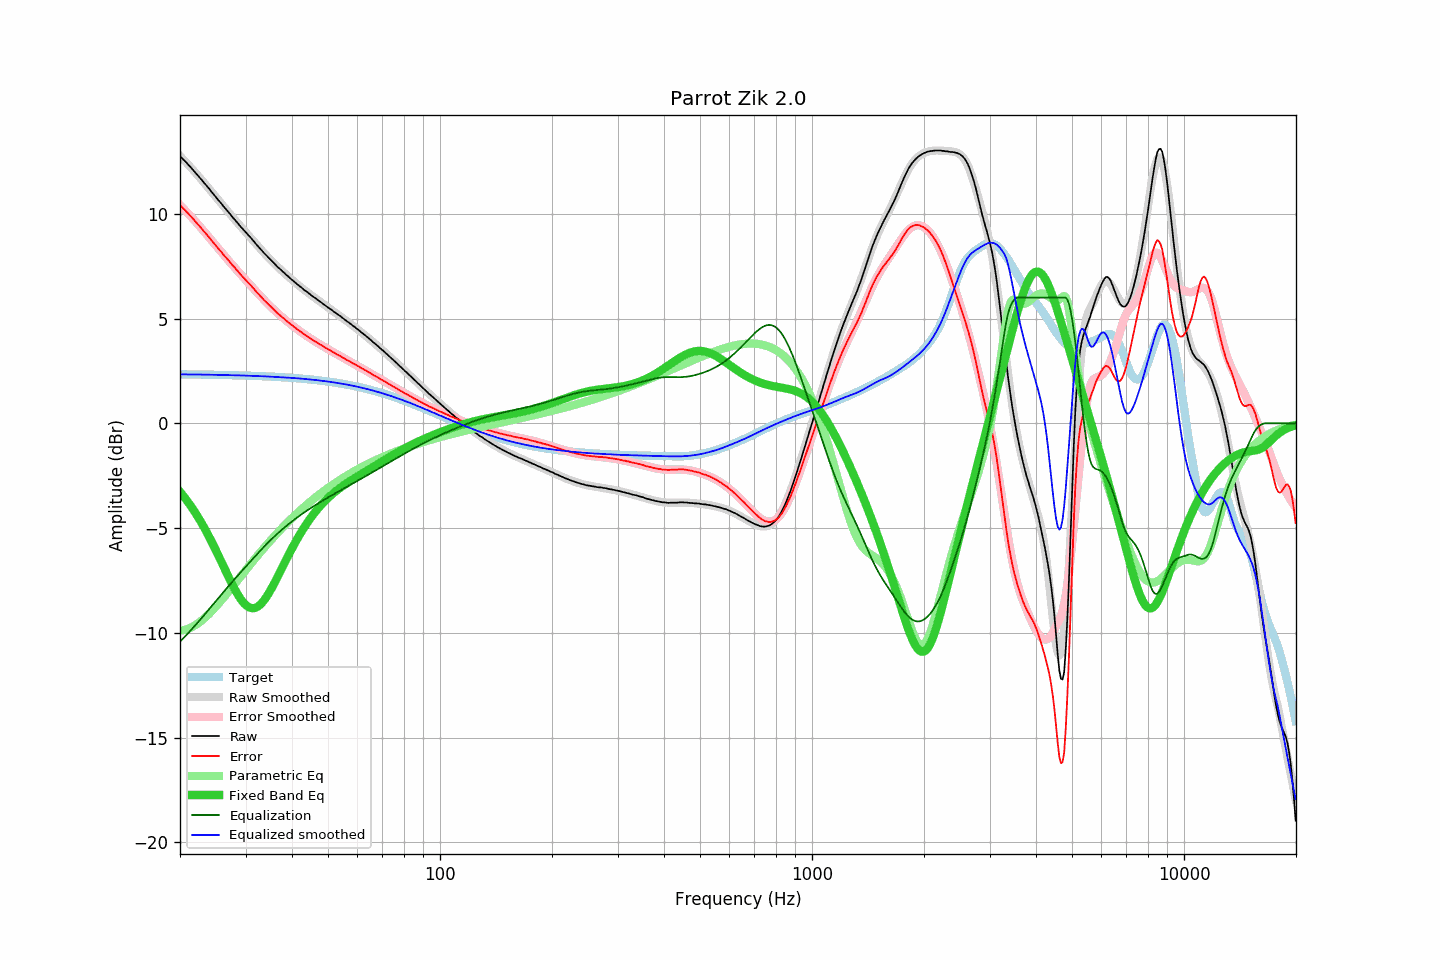 Parrot Zik 2.0
Amplitude (dBr)
10
5
0
−5
−10
−15
−20
Target
Raw Smoothed
Error Smoothed
Raw
Error
Parametric Eq
Fixed Band Eq
Equalization
Equalized smoothed
100
1000
10000
Frequency (Hz)